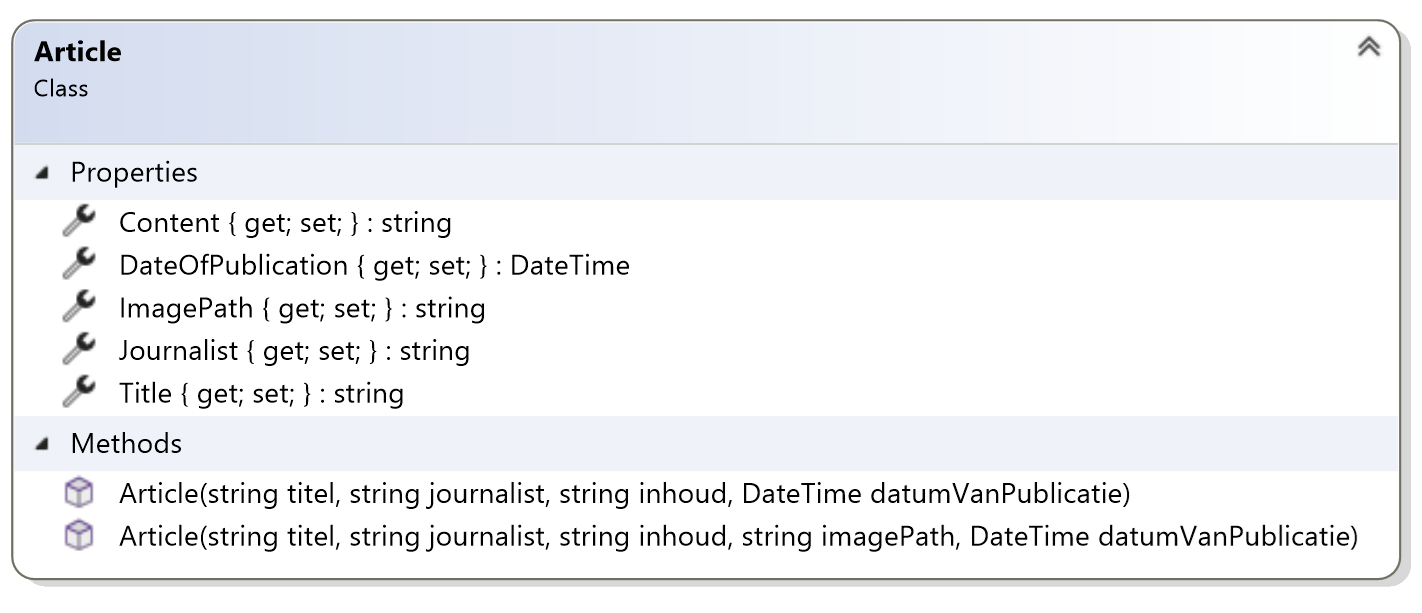 Article
Class
Properties
Content { get; set; } : string
DateOfPublication { get; set; } : DateTime
ImagePath { get; set; } : string
Journalist { get; set; } : string
Title { get; set; } : string
Methods
Article(string titel, string journalist, string inhoud, DateTime datumVanPublicatie)
Article(string titel, string journalist, string inhoud, string imagePath, DateTime datumVanPublicatie)